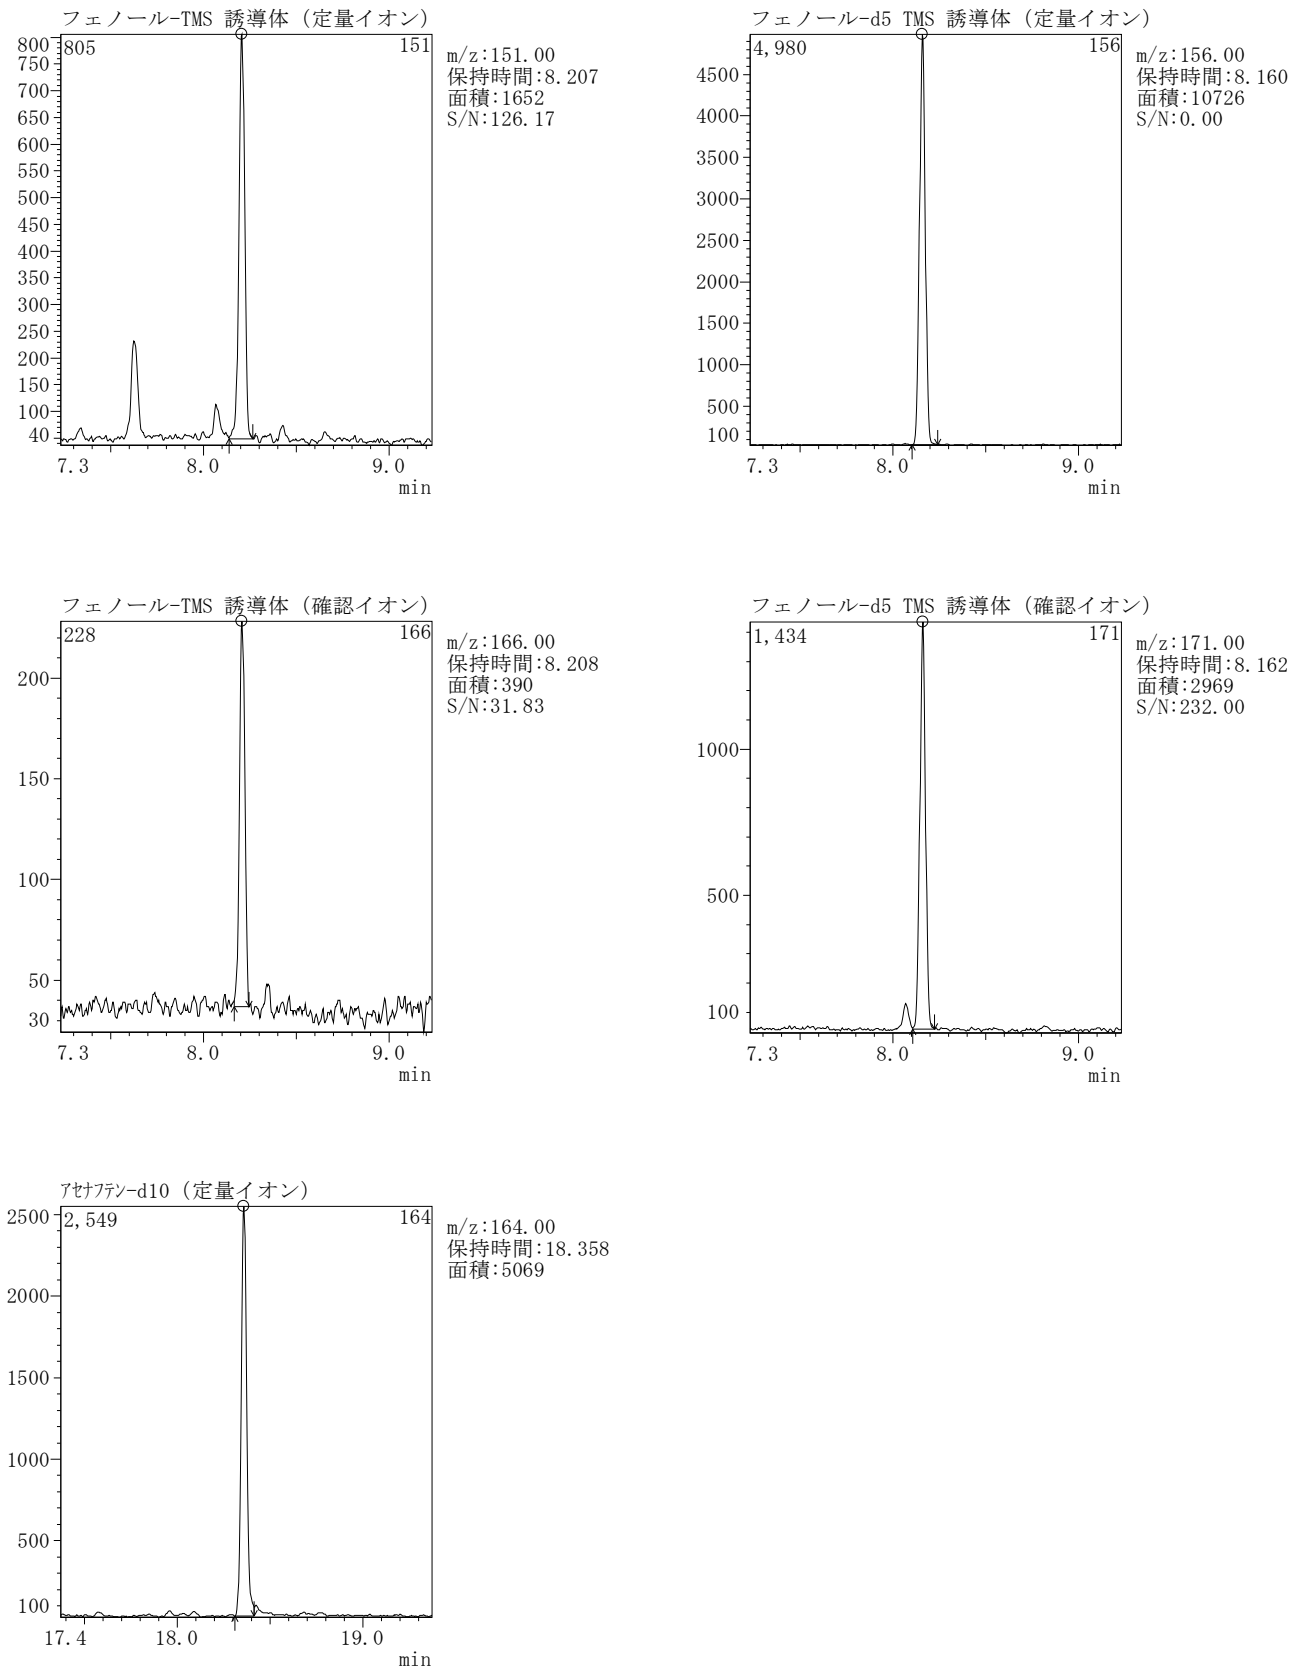 フェノール-TMS 誘導体（定量イオン）
805
151
m/z:151.00
保持時間:8.207
面積:1652
S/N:126.17
800
750
700
650
600
550
500
450
400
350
300
250
200
150
100
40
7.3
8.0
9.0
min
フェノール-d5 TMS 誘導体（定量イオン）
4,980
156
m/z:156.00
保持時間:8.160
面積:10726
S/N:0.00
4500
4000
3500
3000
2500
2000
1500
1000
500
100
7.3
8.0
9.0
min
フェノール-TMS 誘導体（確認イオン）
228
166
m/z:166.00
保持時間:8.208
面積:390
S/N:31.83
200
150
100
50
30
7.3
8.0
9.0
min
フェノール-d5 TMS 誘導体（確認イオン）
1,434
171
m/z:171.00
保持時間:8.162
面積:2969
S/N:232.00
1000
500
100
7.3
8.0
9.0
min
ｱｾﾅﾌﾃﾝ-d10（定量イオン）
2,549
164
m/z:164.00
保持時間:18.358
面積:5069
2500
2000
1500
1000
500
100
17.4
18.0
19.0
min